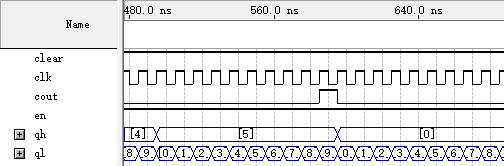 Name
480.0 ns 560.0 ns 640.0 ns
clear
clk
cout
en
qh [4] [5] [0]
ql 8 9 0 1 2 3 4 5 6 7 8 9 0 1 2 3 4 5 6 7 8